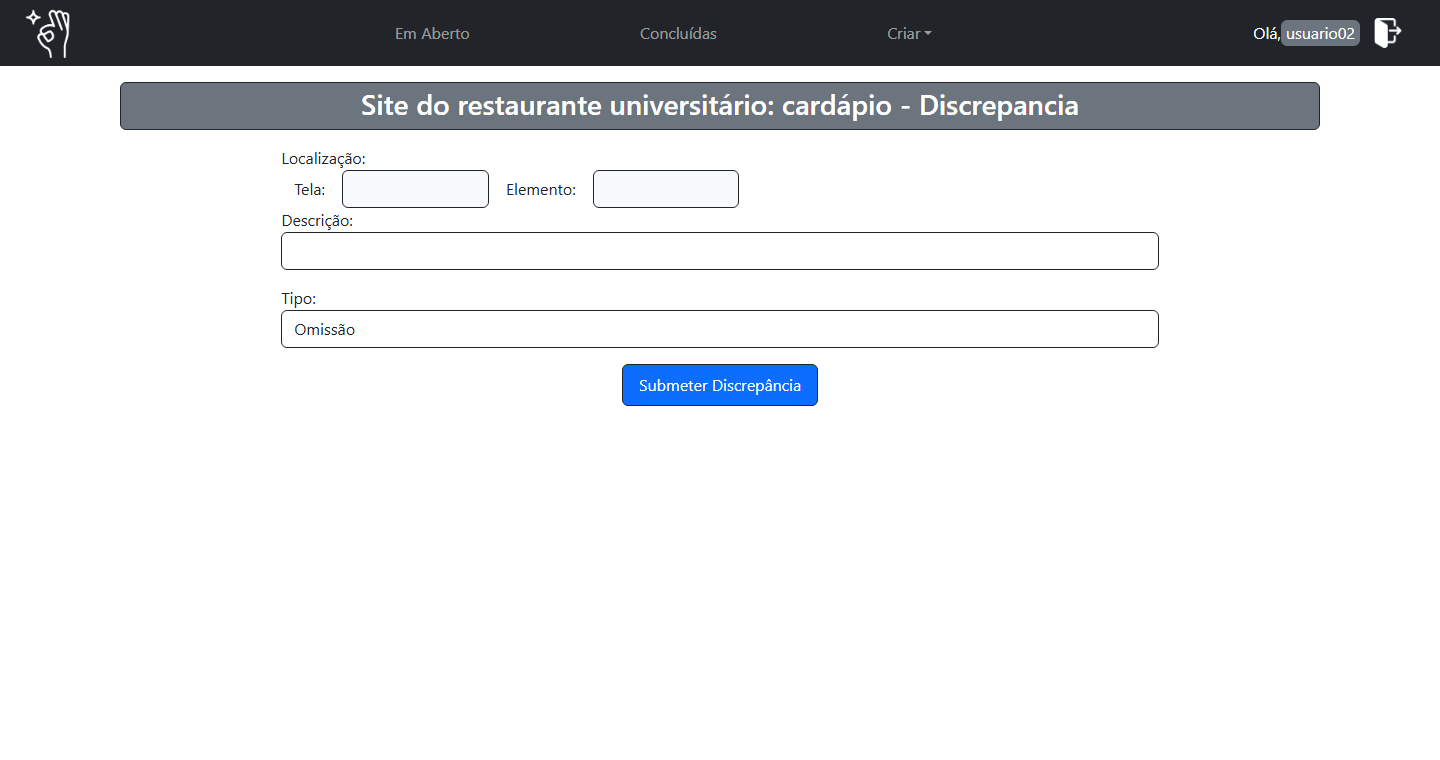 Em Aberto Concluídas Criar Olá, usuario02
Site do restaurante universitário: cardápio - Discrepancia
Localização:
Tela: Elemento:
Descrição:
Tipo:
Omissão
Submeter Discrepância